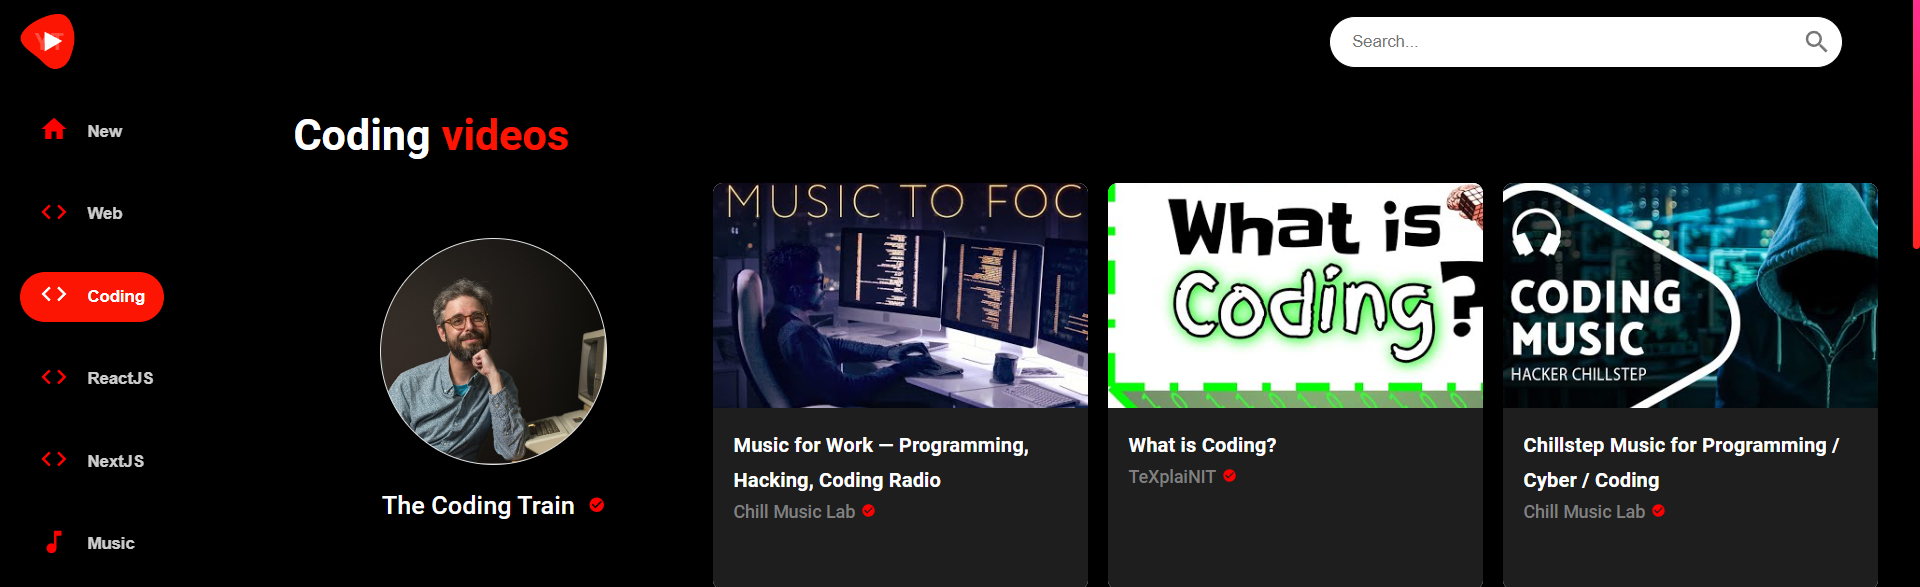 YT
Search...
New
Web
Coding
ReactJS
NextJS
Music
Coding videos
The Coding Train
MUSIC TO FOC
Music for Work — Programming,
Hacking, Coding Radio
Chill Music Lab
What is
Coding?
What is Coding?
TeXplaiNIT
CODING
MUSIC
HACKER CHILLSTEP
Chillstep Music for Programming /
Cyber / Coding
Chill Music Lab